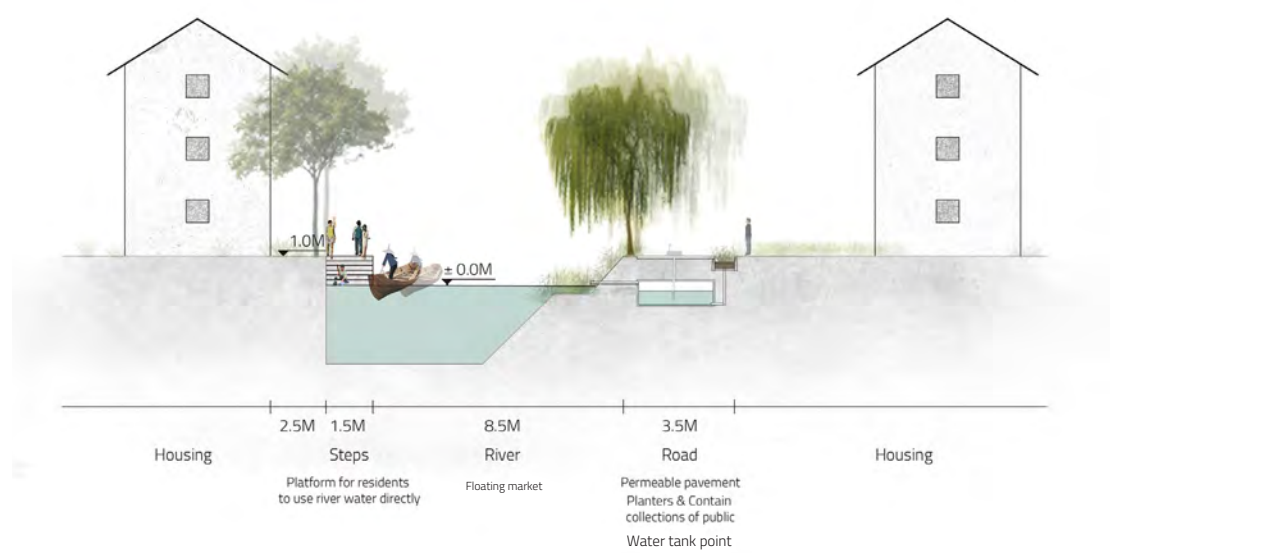 1.0M
± 0.0M
2.5M 1.5M 8.5M 3.5M
Housing Steps River Road Housing
Platform for residents
to use river water directly
Floating market
Permeable pavement
Planters & Contain
collections of public
Water tank point